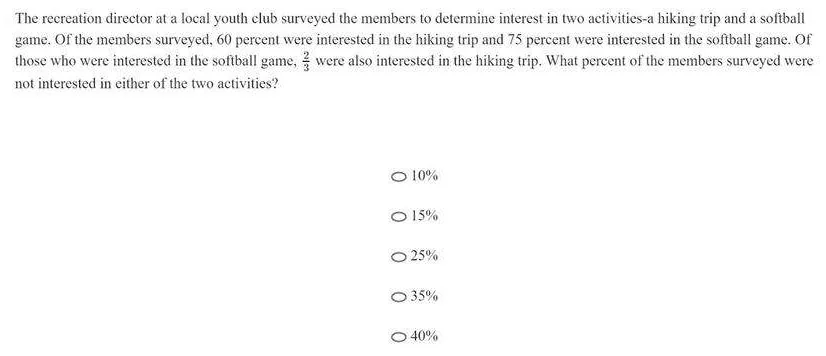 The recreation director at a local youth club surveyed the members to determine interest in two activities-a hiking trip and a softball
game. Of the members surveyed, 60 percent were interested in the hiking trip and 75 percent were interested in the softball game. Of
those who were interested in the softball game, 2/3 were also interested in the hiking trip. What percent of the members surveyed were
not interested in either of the two activities?
10%
15%
25%
35%
40%